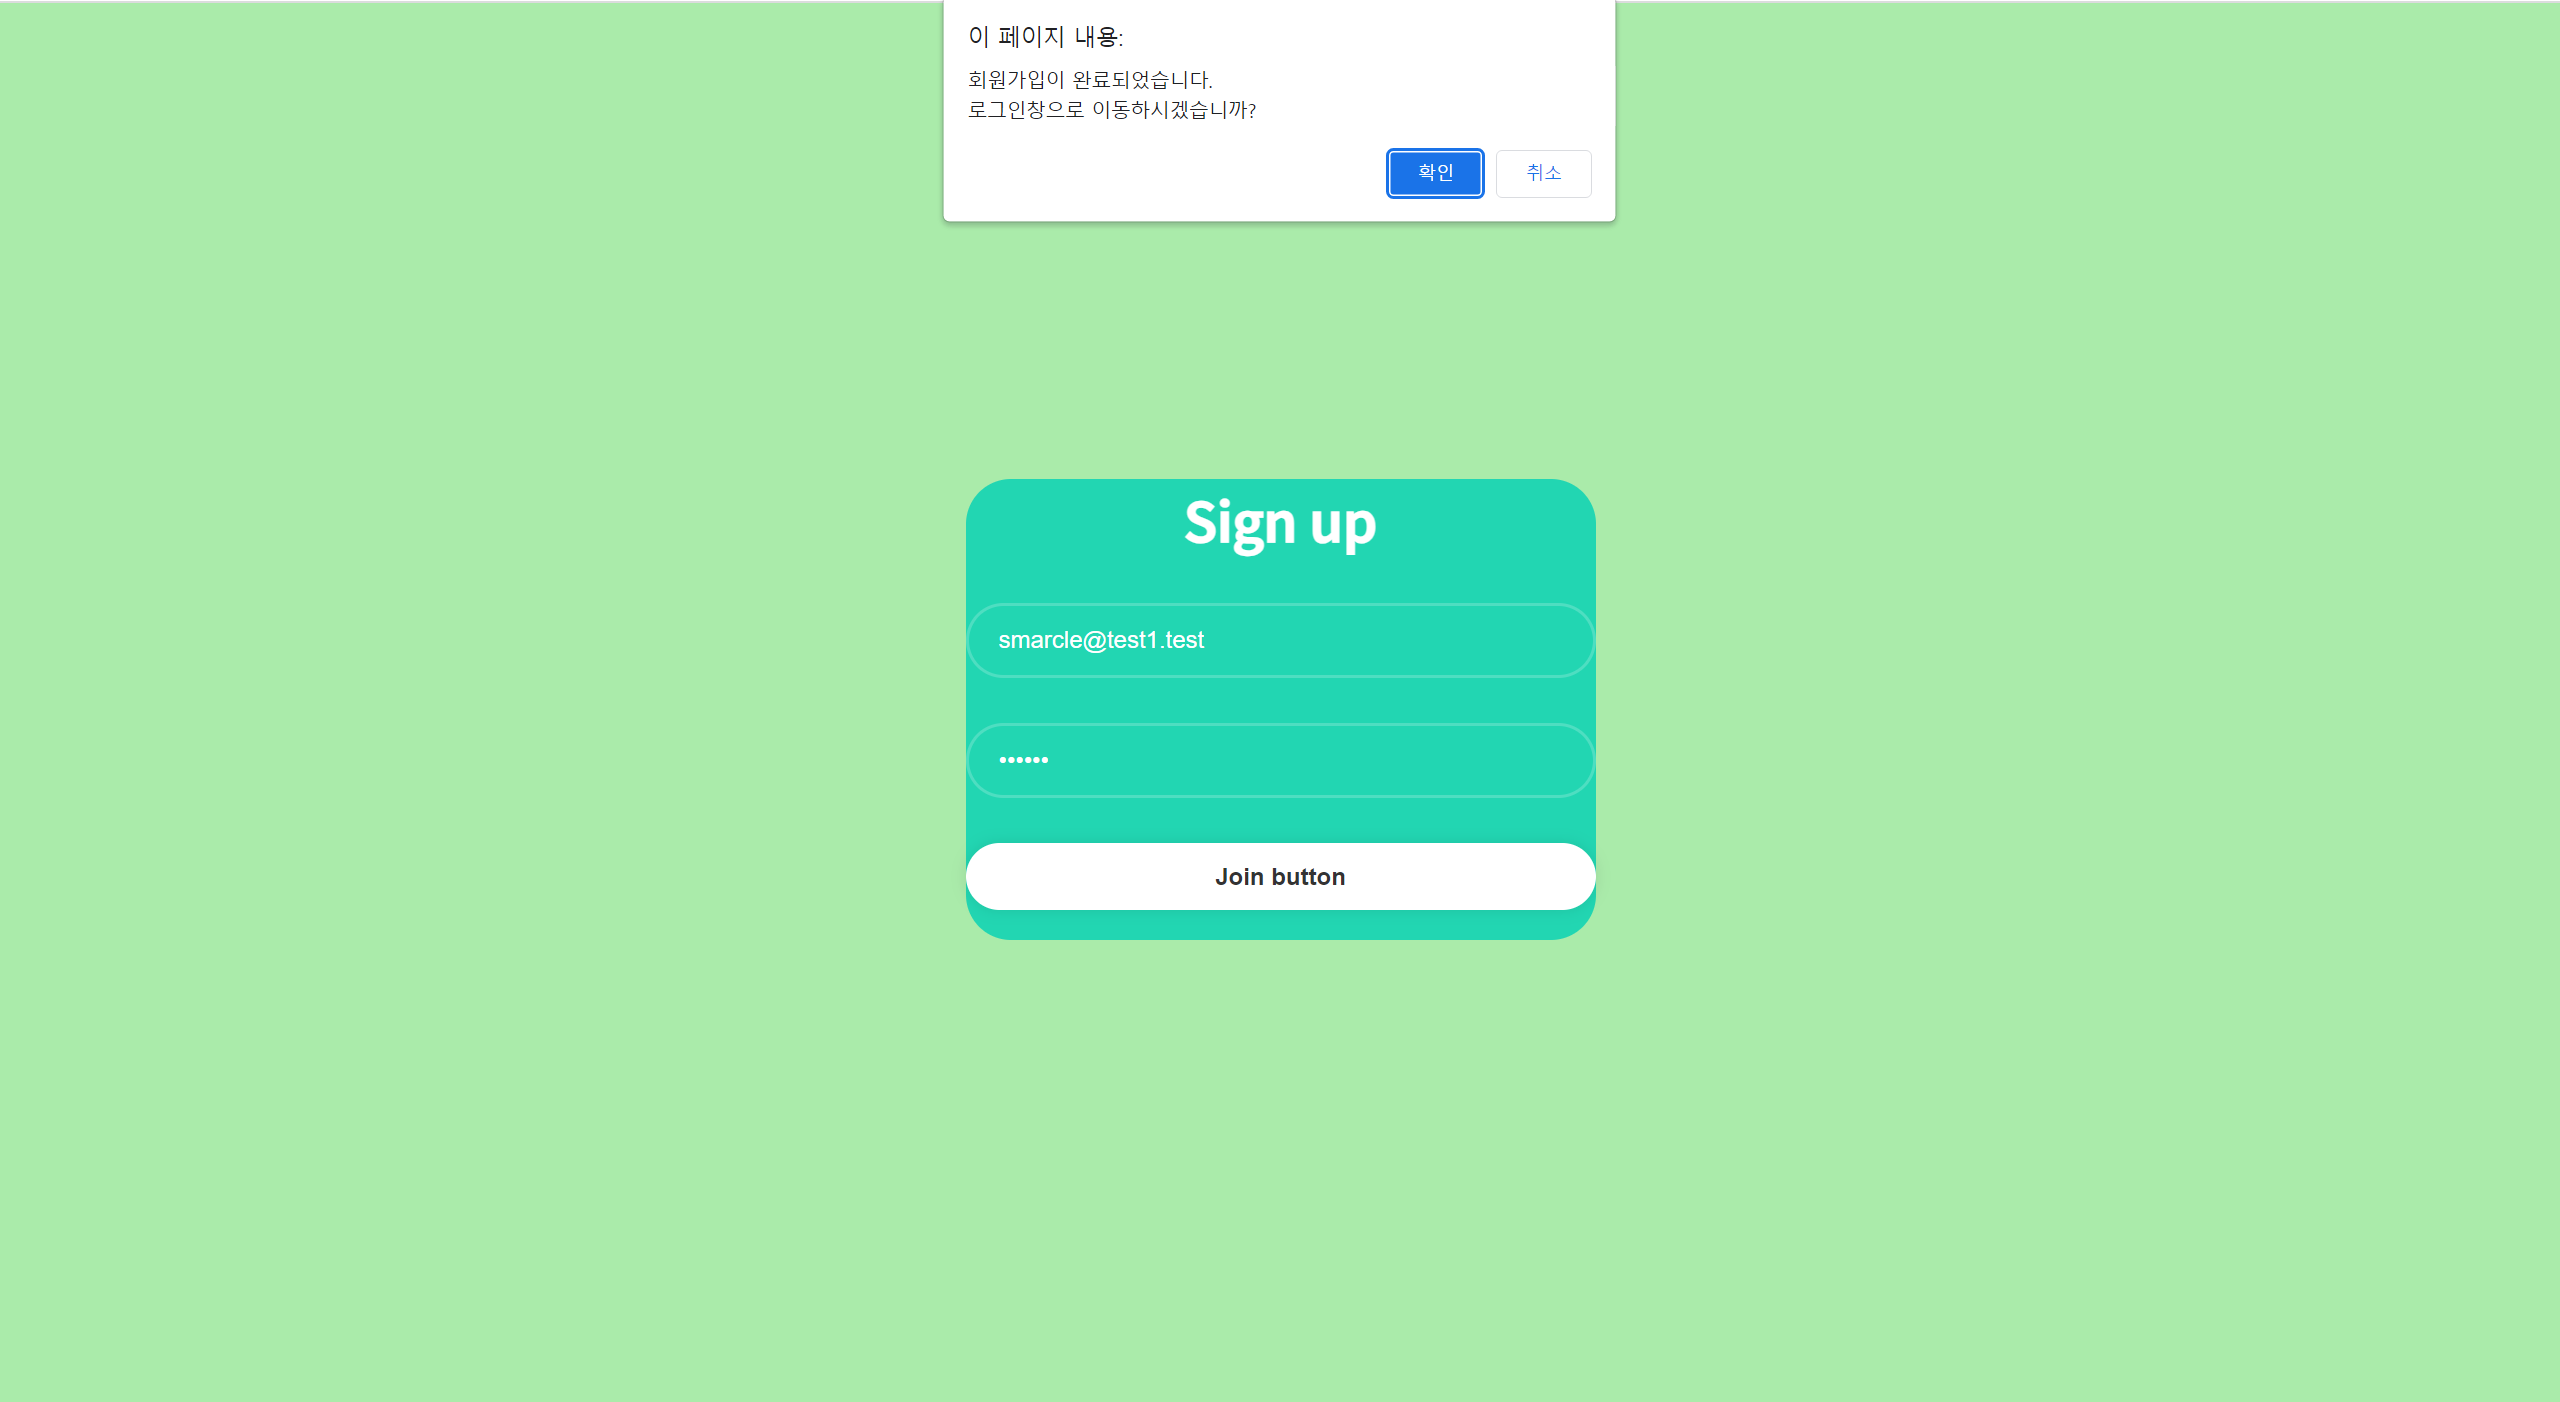 이 페이지 내용:
회원가입이 완료되었습니다.
로그인창으로 이동하시겠습니까?
확인 취소
Sign up
smarcle@test1.test
••••••
Join button